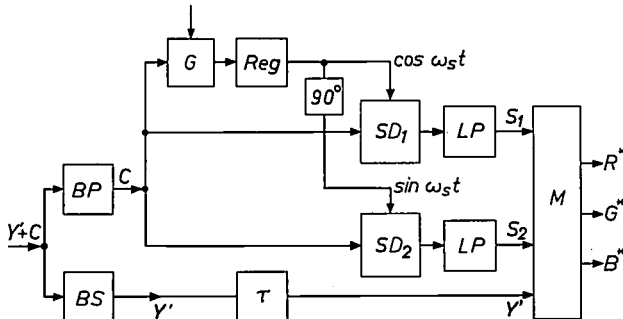 G
Reg
cos ωst
90°
SD1
LP
S1
R*
BP
C
M
sin ωst
G*
Y'+C
SD2
LP
S2
B*
BS
Y'
τ
Y'